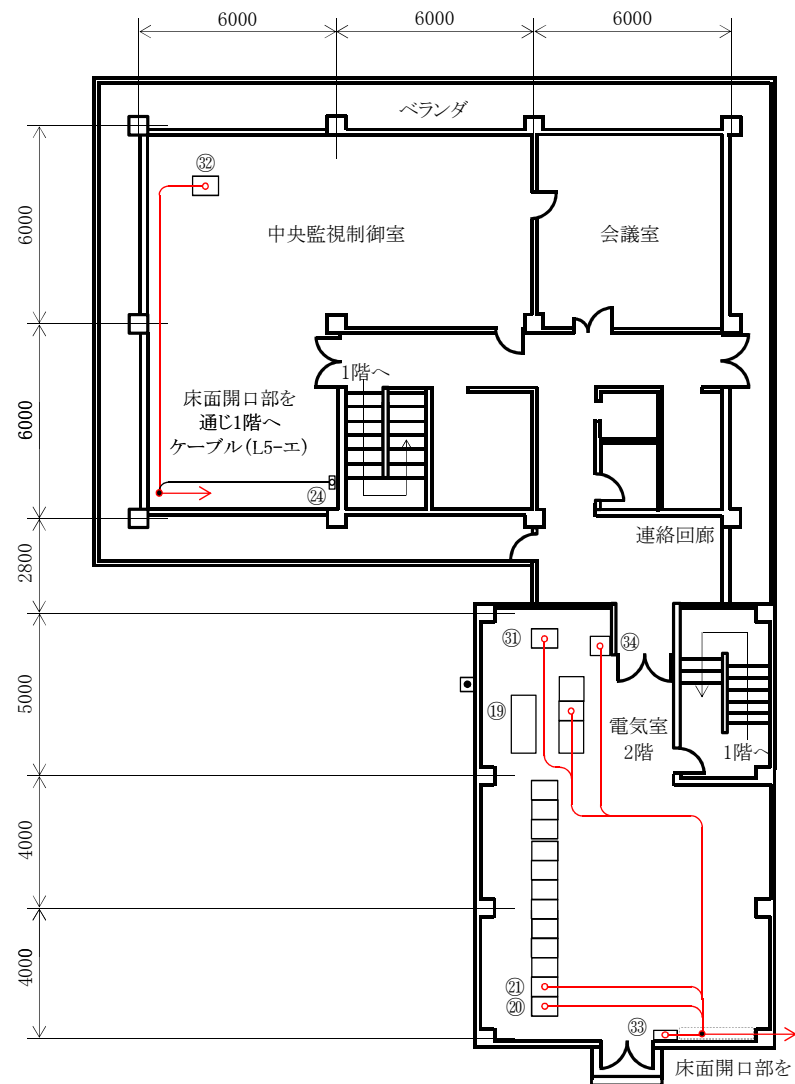 6000
6000
6000
ベランダ
㉜
6000
中央監視制御室
会議室
1階へ
床面開口部を
通じ1階へ
ケーブル(L5-エ)
6000
㉔
連絡回廊
2800
㉛
㉞
5000
⑲
電気室
2階
1階へ
4000
4000
㉑
⑳
㉝
床面開口部を